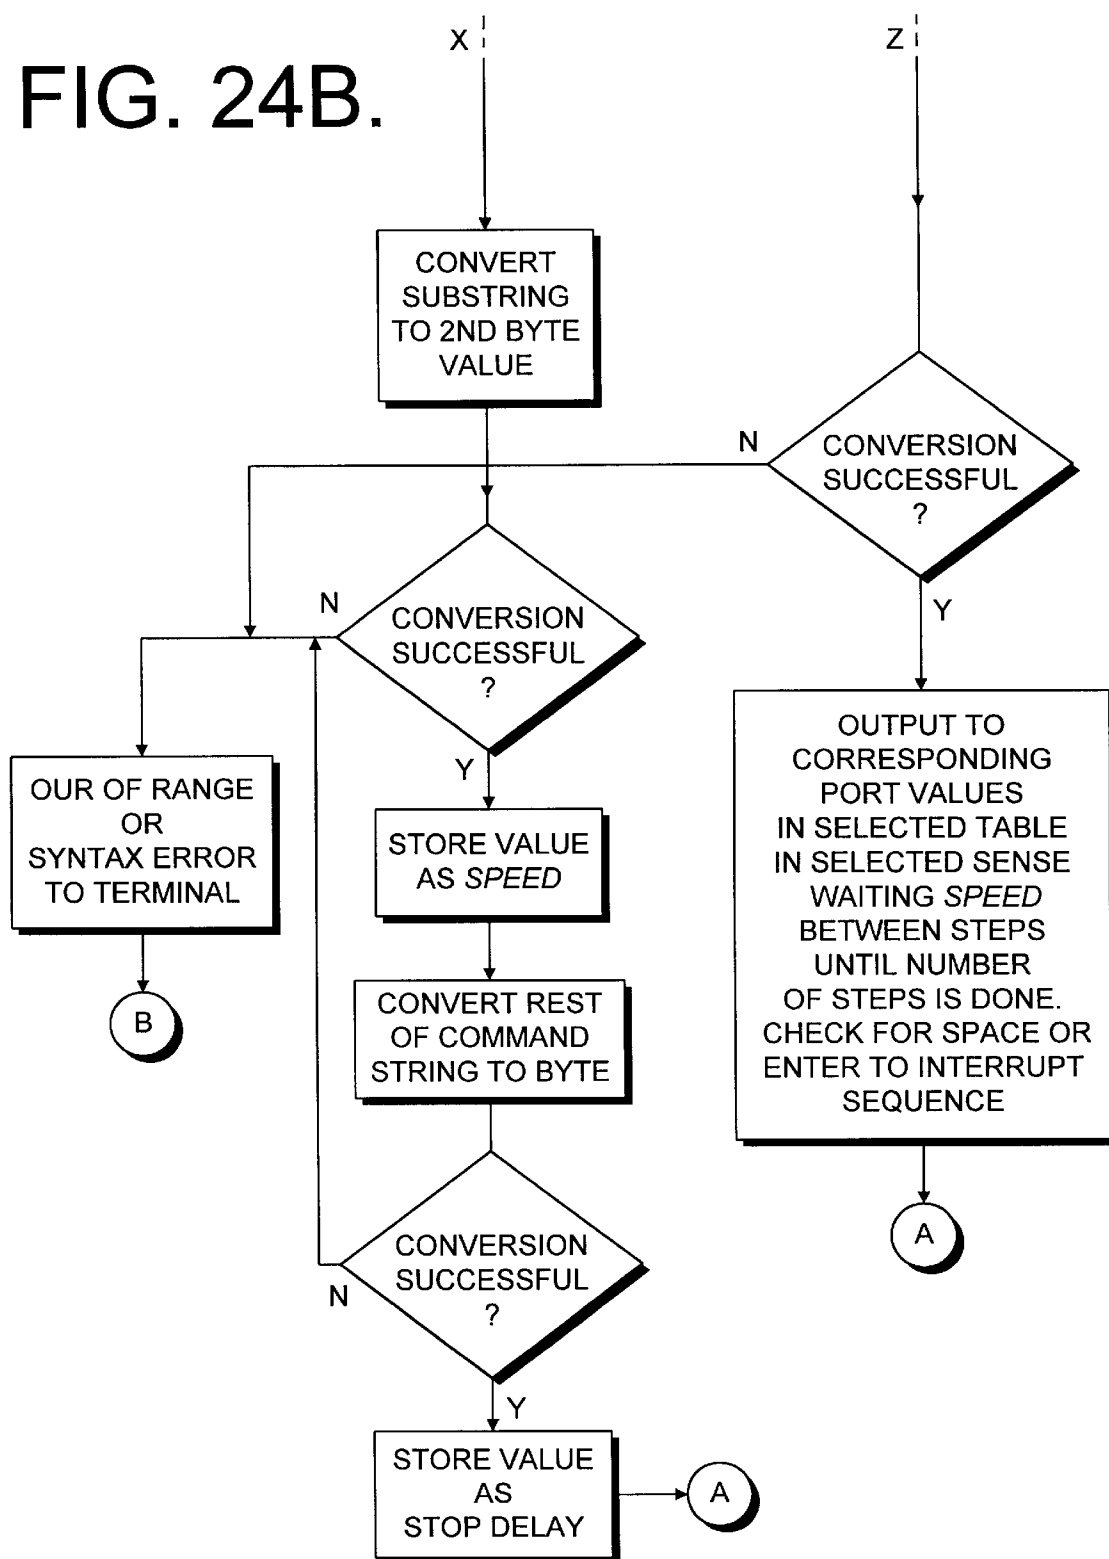 X
Z
FIG. 24B.
CONVERT
SUBSTRING
TO 2ND BYTE
VALUE
N
CONVERSION
SUCCESSFUL
?
Y
N
CONVERSION
SUCCESSFUL
?
Y
OUR OF RANGE
OR
SYNTAX ERROR
TO TERMINAL
B
STORE VALUE
AS SPEED
CONVERT REST
OF COMMAND
STRING TO BYTE
OUTPUT TO
CORRESPONDING
PORT VALUES
IN SELECTED TABLE
IN SELECTED SENSE
WAITING SPEED
BETWEEN STEPS
UNTIL NUMBER
OF STEPS IS DONE.
CHECK FOR SPACE OR
ENTER TO INTERRUPT
SEQUENCE
A
CONVERSION
SUCCESSFUL
?
N
Y
STORE VALUE
AS
STOP DELAY
A